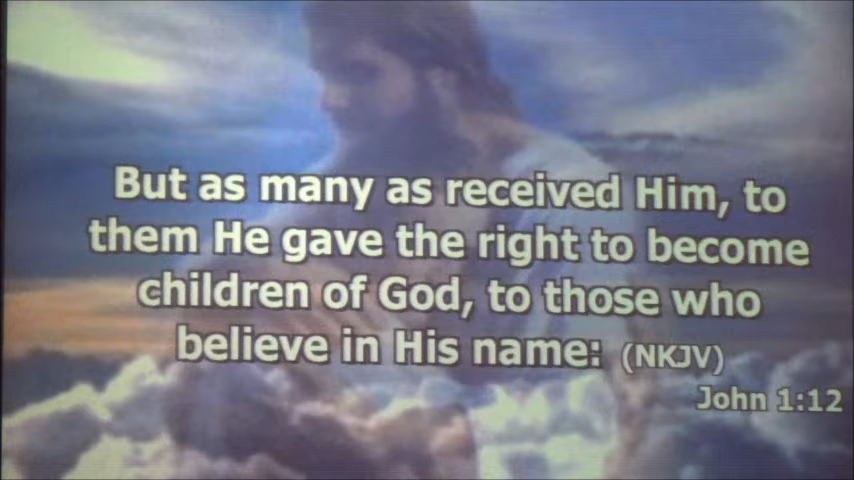 But as many as received Him, to
them He gave the right to become
children of God, to those who
believe in His name: (NKJV)
John 1:12